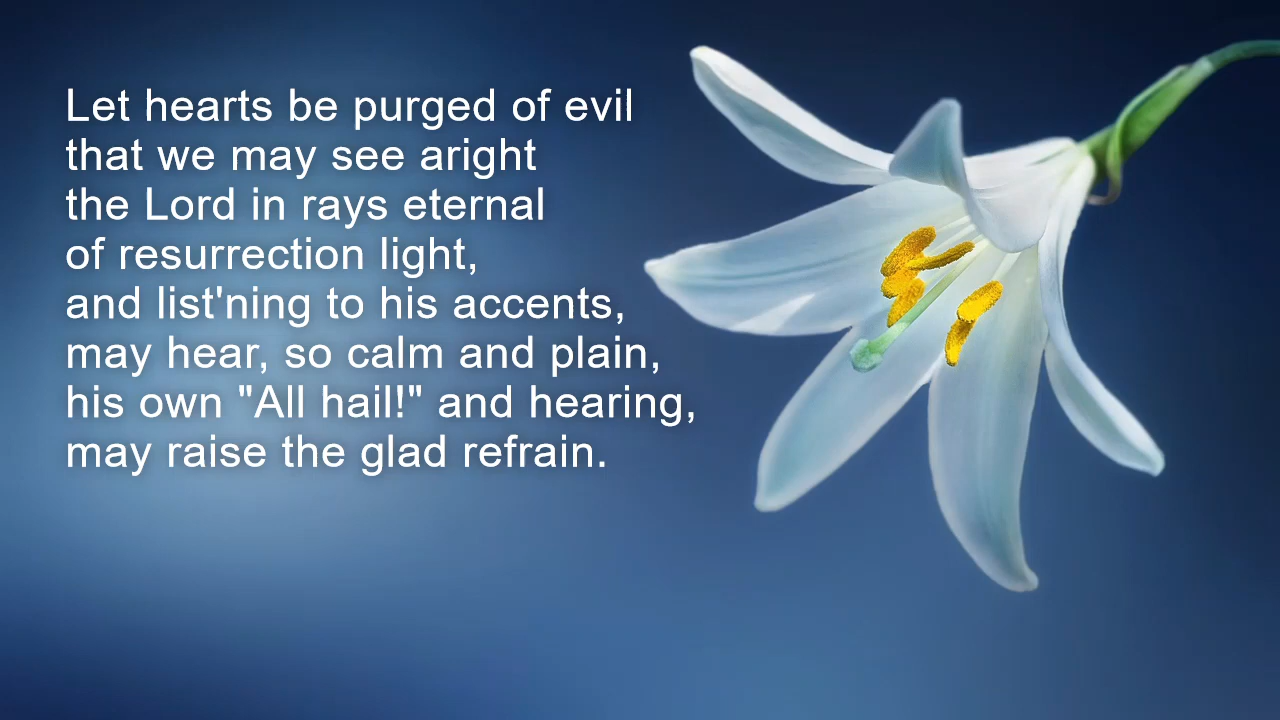 Let hearts be purged of evil
that we may see aright
the Lord in rays eternal
of resurrection light,
and list'ning to his accents,
may hear, so calm and plain,
his own "All hail!" and hearing,
may raise the glad refrain.